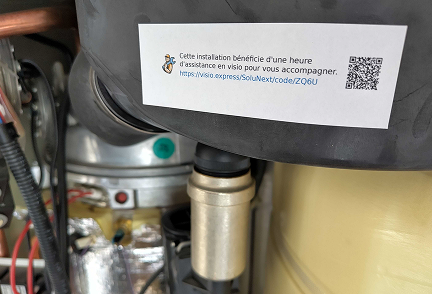 Cette installation bénéficie d'une heure
d'assistance en visio pour vous accompagner.
https://visio.express/SoluNext/code/ZQ6U